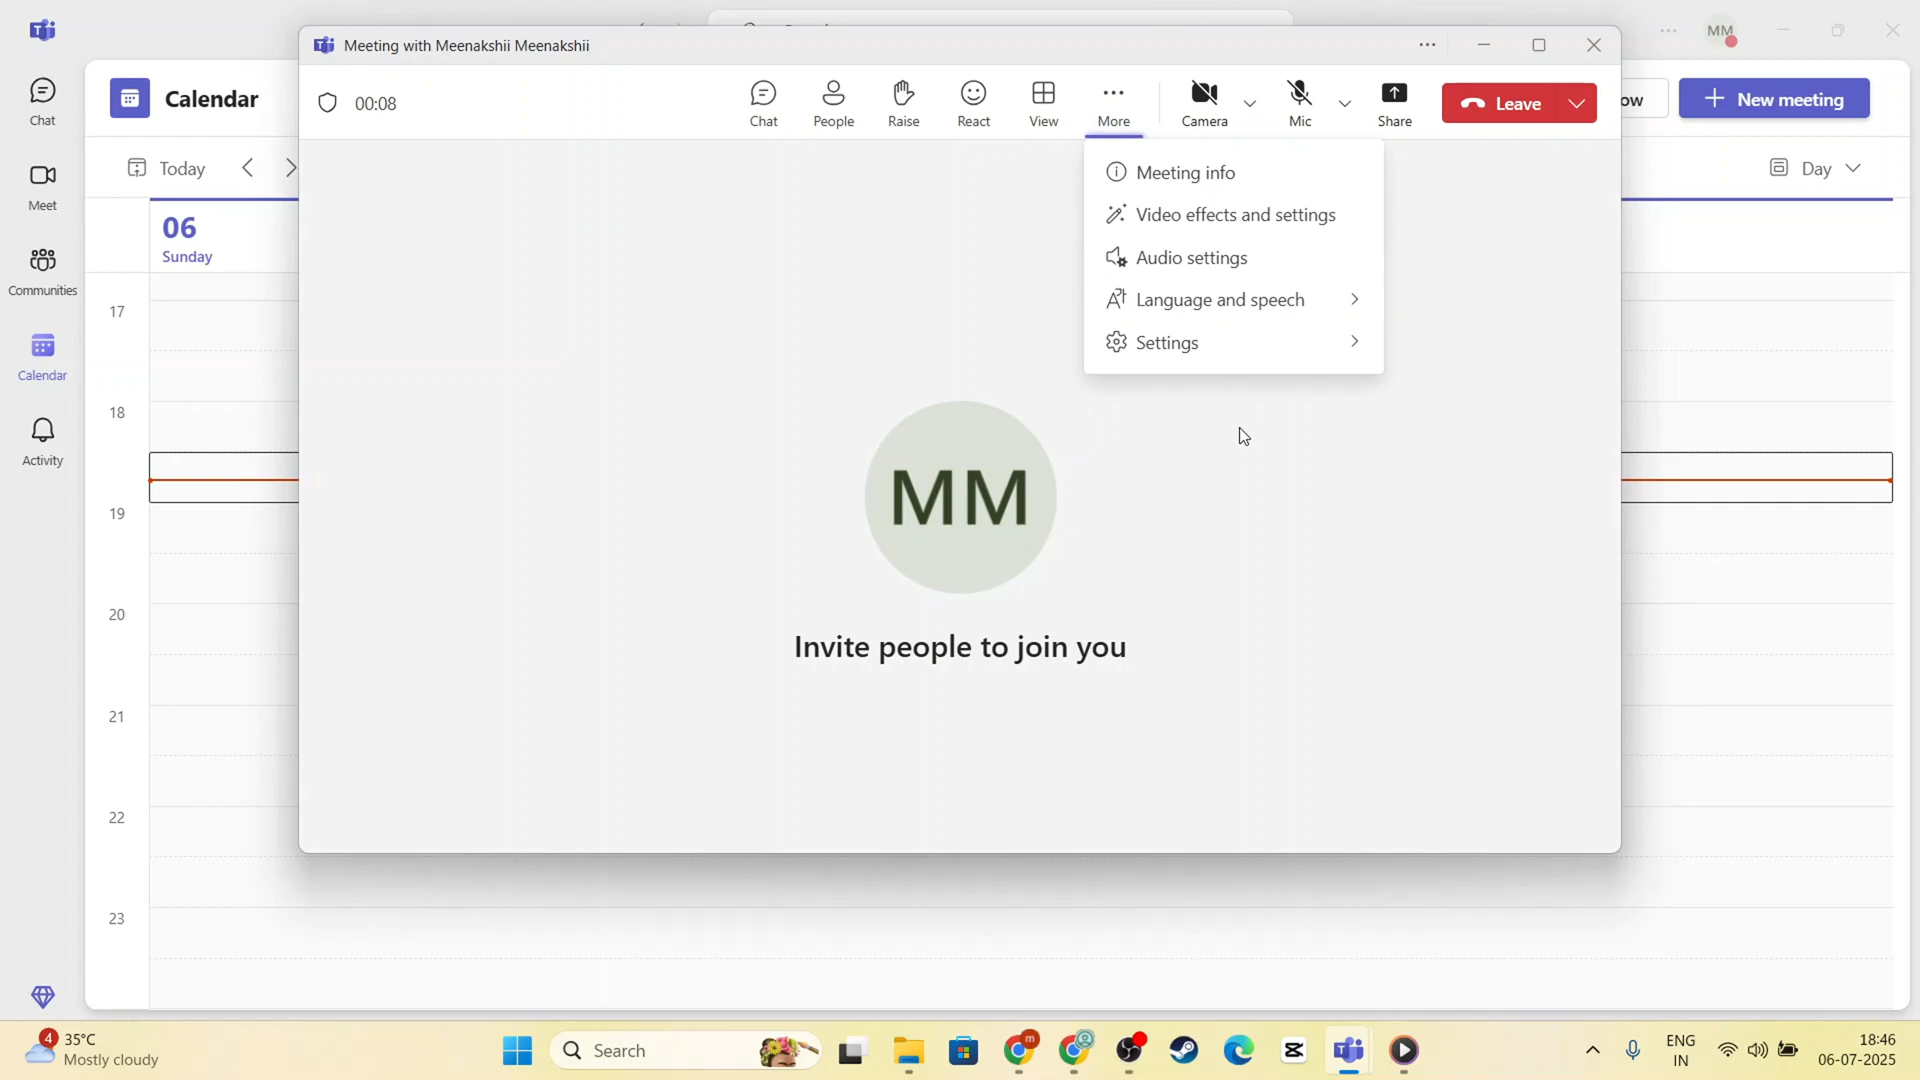 Meeting with Meenakshii Meenakshii
MM
00:08
Chat
People
Raise
React
View
More
Camera
Mic
Share
Leave
New meeting
Chat
Meet
Communities
Calendar
Activity
Calendar
Today
Day
06
Sunday
17
18
19
20
21
22
23
Meeting info
Video effects and settings
Audio settings
Language and speech
Settings
MM
Invite people to join you
4
35°C
Mostly cloudy
Search
ENG
IN
18:46
06-07-2025